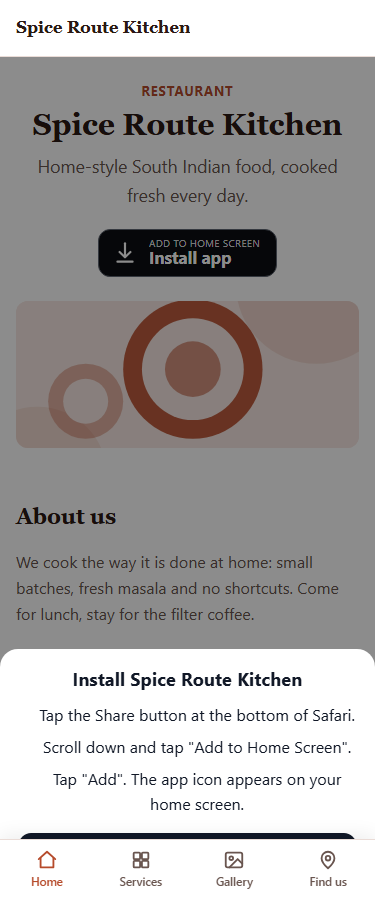 Spice Route Kitchen
RESTAURANT
Spice Route Kitchen
Home-style South Indian food, cooked
fresh every day.
ADD TO HOME SCREEN
Install app
About us
We cook the way it is done at home: small
batches, fresh masala and no shortcuts. Come
for lunch, stay for the filter coffee.
Install Spice Route Kitchen
Tap the Share button at the bottom of Safari.
Scroll down and tap "Add to Home Screen".
Tap "Add". The app icon appears on your
home screen.
Home
Services
Gallery
Find us